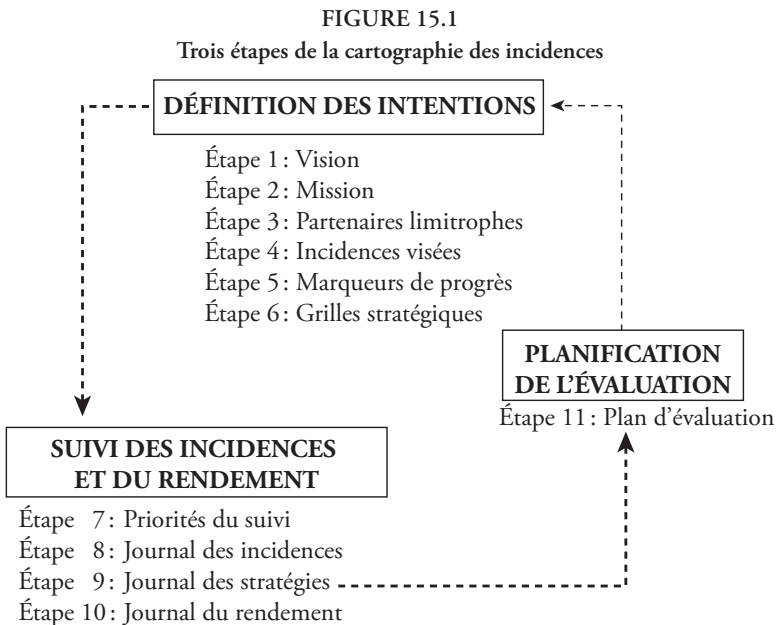 FIGURE 15.1
Trois étapes de la cartographie des incidences
DÉFINITION DES INTENTIONS
Étape 1 : Vision
Étape 2 : Mission
Étape 3 : Partenaires limitrophes
Étape 4 : Incidences visées
Étape 5 : Marqueurs de progrès
Étape 6 : Grilles stratégiques
PLANIFICATION
DE L’ÉVALUATION
Étape 11 : Plan d’évaluation
SUIVI DES INCIDENCES
ET DU RENDEMENT
Étape 7 : Priorités du suivi
Étape 8 : Journal des incidences
Étape 9 : Journal des stratégies
Étape 10 : Journal du rendement